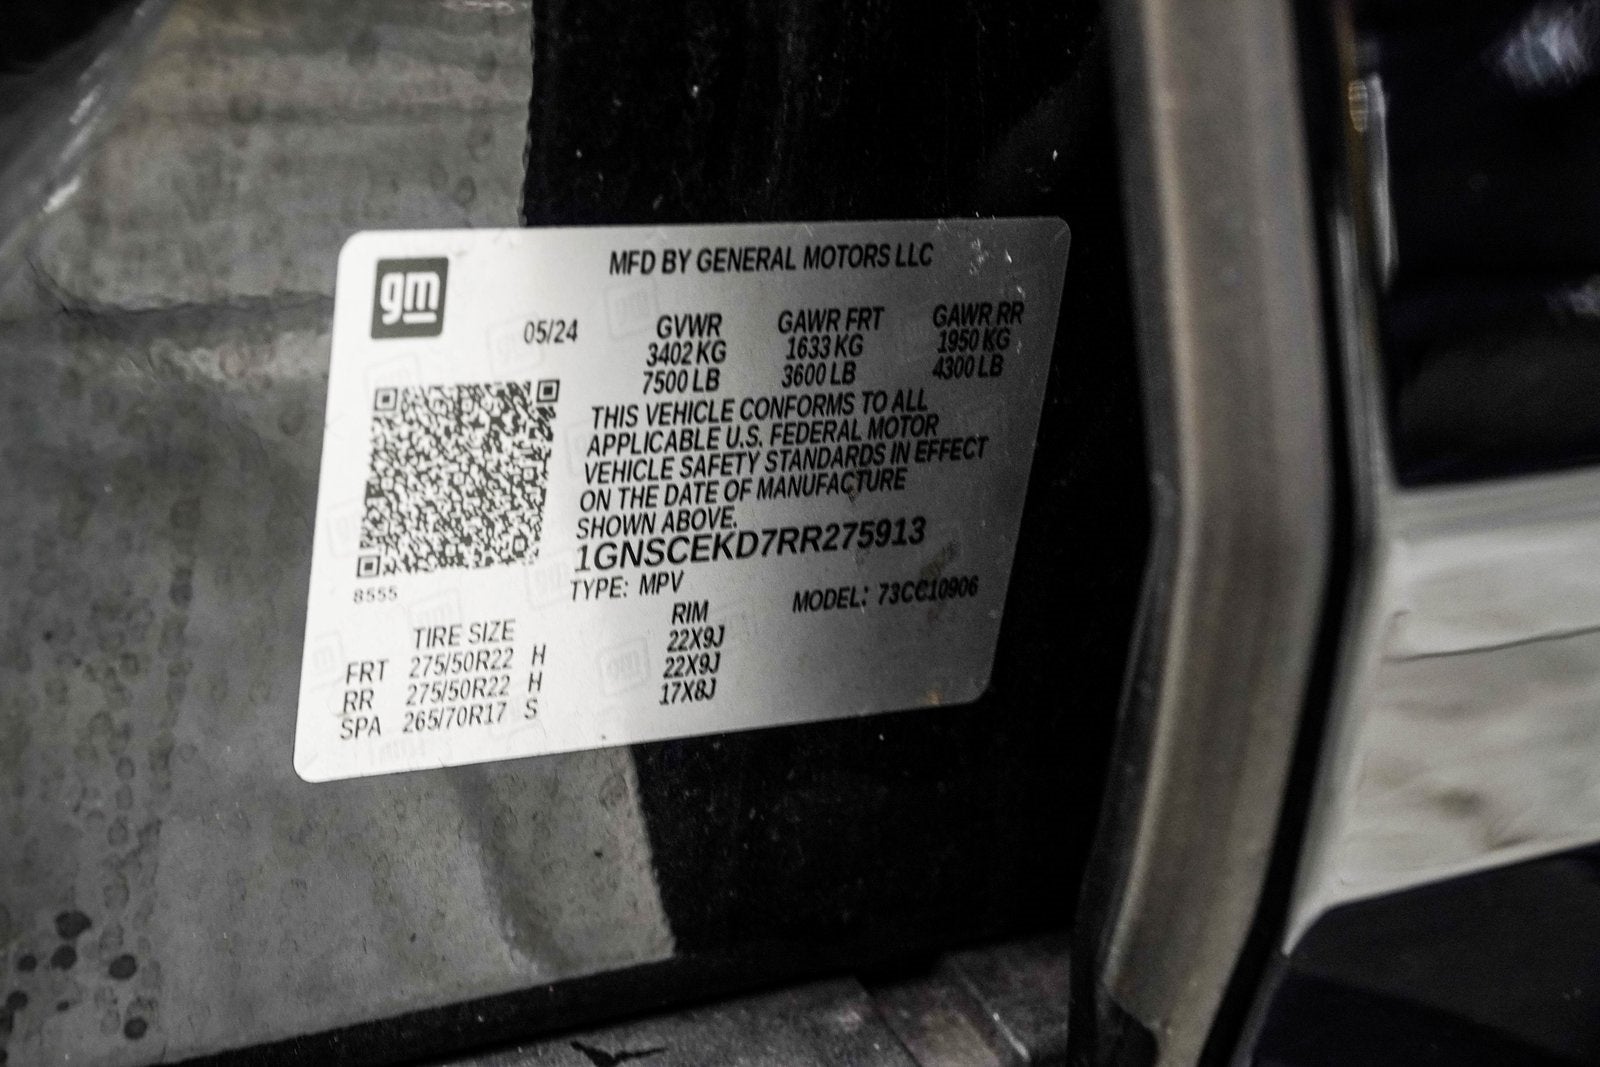 gm
MFD BY GENERAL MOTORS LLC
05/24 GVWR GAWR FRT GAWR RR
3402 KG 1633 KG 1950 KG
7500 LB 3600 LB 4300 LB
THIS VEHICLE CONFORMS TO ALL
APPLICABLE U.S. FEDERAL MOTOR
VEHICLE SAFETY STANDARDS IN EFFECT
ON THE DATE OF MANUFACTURE
SHOWN ABOVE.
1GNSCEKD7RR275913
8555
TYPE: MPV MODEL: 73CC10906
TIRE SIZE RIM
FRT 275/50R22 H 22X9J
RR 275/50R22 H 22X9J
SPA 265/70R17 S 17X8J